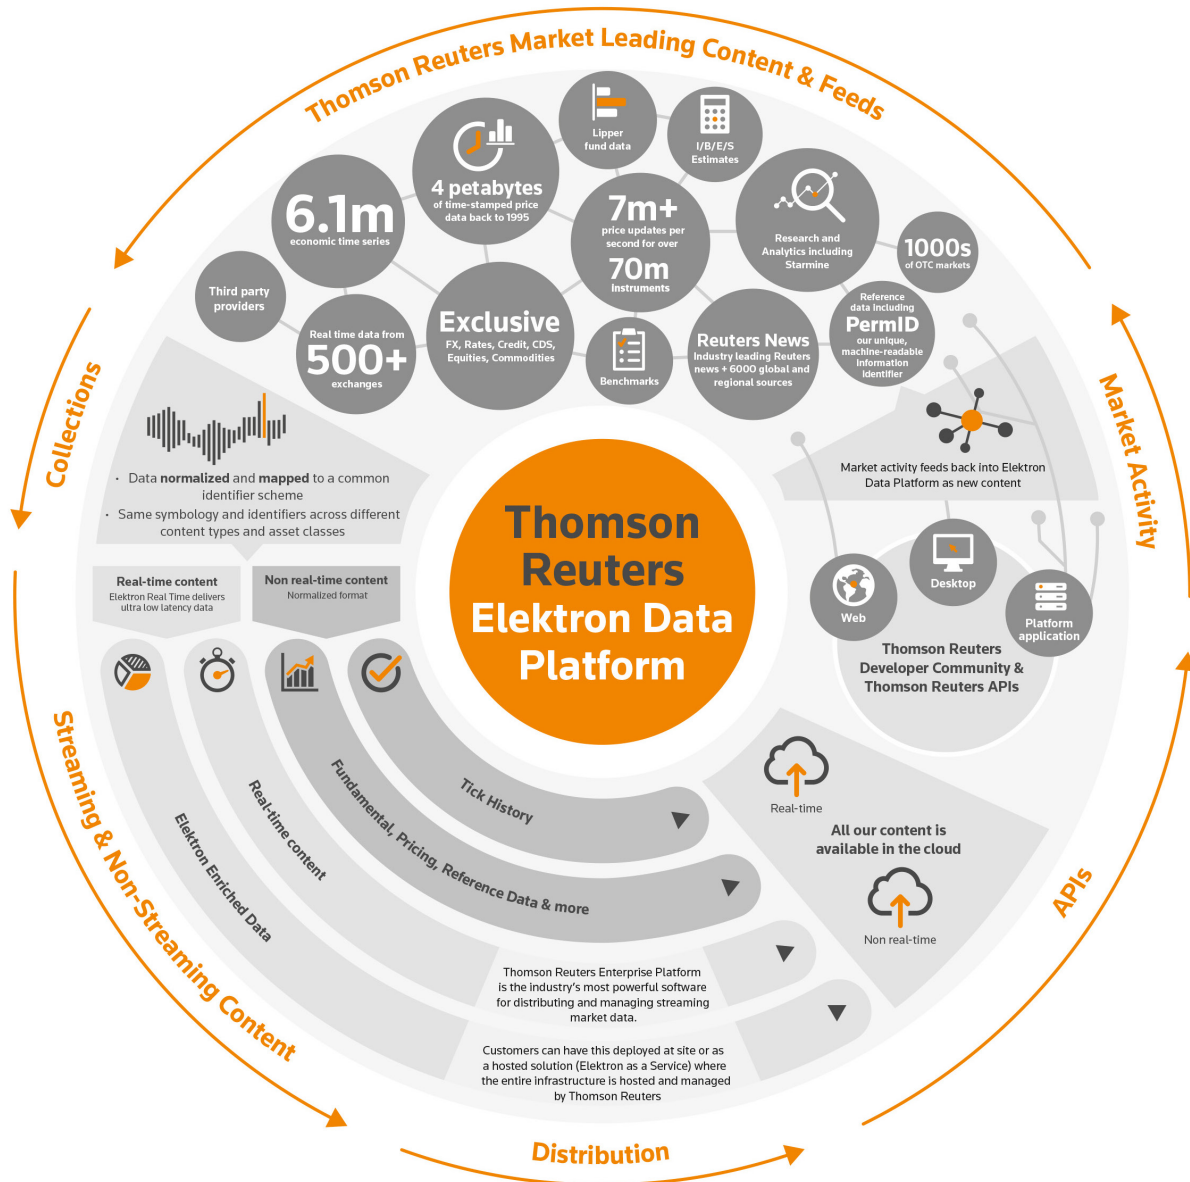 Thomson Reuters Market Leading Content & Feeds
Lipper
fund data
I/B/E/S
Estimates
4 petabytes
of time-stamped price
data back to 1995
6.1m
economic time series
7m+
price updates per
second for over
70m
instruments
Research and
Analytics including
Starmine
1000s
of OTC markets
Third party
providers
Real time data from
500+
exchanges
Exclusive
FX, Rates, Credit, CDS,
Equities, Commodities
Benchmarks
Reuters News
Industry leading Reuters
news + 6000 global and
regional sources
Reference
data including
PermID
our unique,
machine-readable
information
identifier
Collections
• Data normalized and mapped to a common
identifier scheme
• Same symbology and identifiers across different
content types and asset classes
Market activity feeds back into Elektron
Data Platform as new content
Market Activity
Thomson
Reuters
Elektron Data
Platform
Real-time content
Elektron Real Time delivers
ultra low latency data
Non real-time content
Normalized format
Web
Desktop
Platform
application
Thomson Reuters
Developer Community &
Thomson Reuters APIs
Streaming & Non-Streaming Content
Tick History
Fundamental, Pricing, Reference Data & more
Real-time content
Elektron Enriched Data
Real-time
All our content is
available in the cloud
Non real-time
APIs
Thomson Reuters Enterprise Platform
is the industry's most powerful software
for distributing and managing streaming
market data.
Customers can have this deployed at site or as
a hosted solution (Elektron as a Service) where
the entire infrastructure is hosted and managed
by Thomson Reuters
Distribution